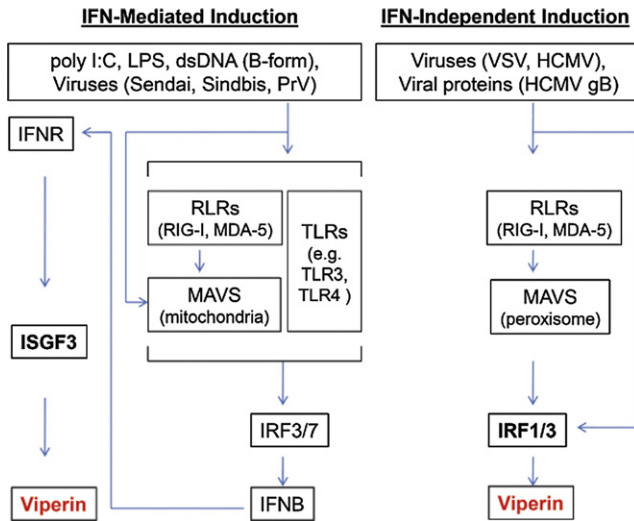 IFN-Mediated Induction
poly I:C, LPS, dsDNA (B-form),
Viruses (Sendai, Sindbis, PrV)
IFNR
RLRs
(RIG-I, MDA-5)
MAVS
(mitochondria)
TLRs
(e.g.
TLR3,
TLR4 )
ISGF3
IRF3/7
Viperin
IFNB
IFN-Independent Induction
Viruses (VSV, HCMV),
Viral proteins (HCMV gB)
RLRs
(RIG-I, MDA-5)
MAVS
(peroxisome)
IRF1/3
Viperin